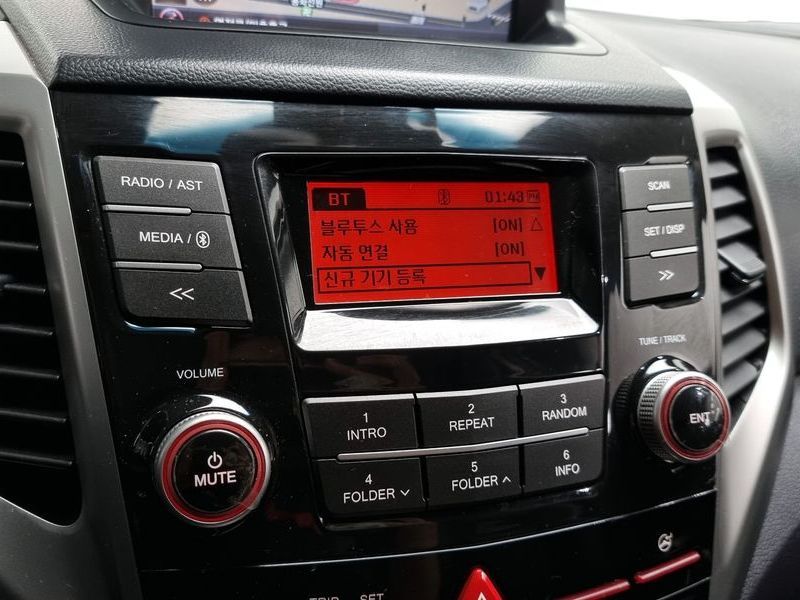 RADIO / AST
MEDIA /
<<
VOLUME
MUTE
BT 01:43 PM
블루투스 사용 [ON] △
자동 연결 [ON]
신규 기기 등록 ▼
1 INTRO
2 REPEAT
3 RANDOM
4 FOLDER ∨
5 FOLDER ∧
6 INFO
SCAN
SET / DISP
>>
TUNE / TRACK
ENT
TRIP SET